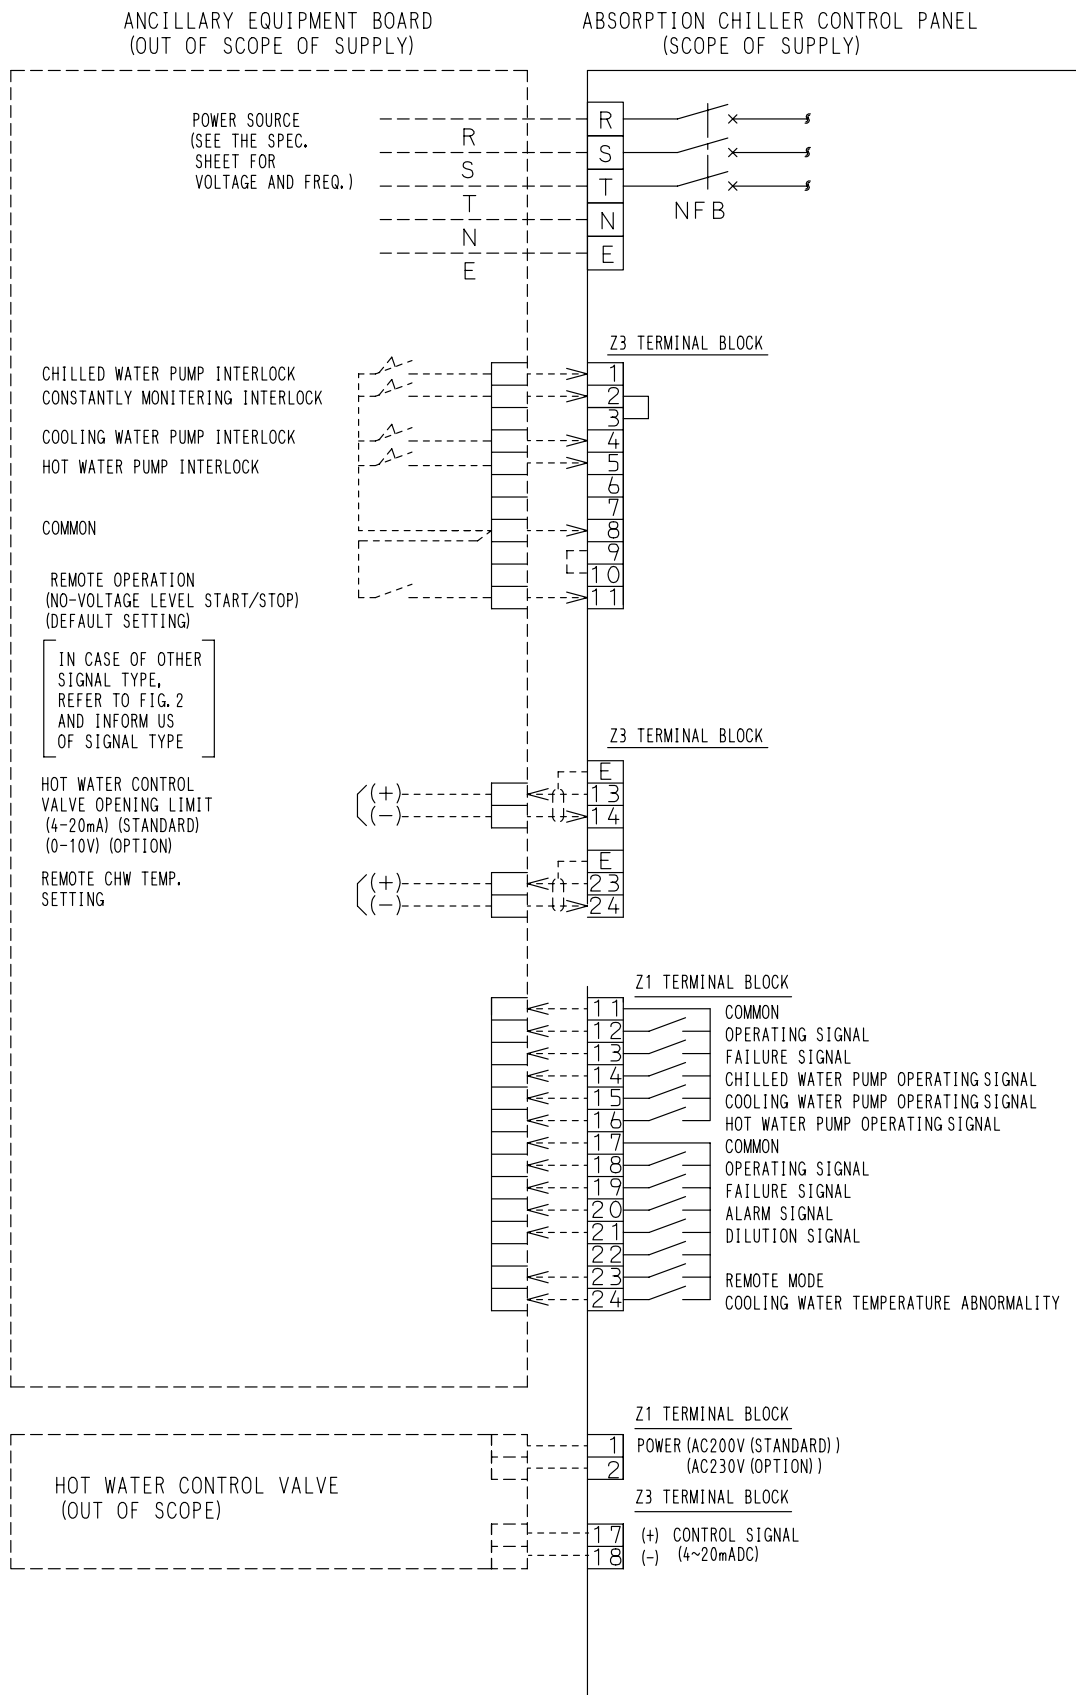 ANCILLARY EQUIPMENT BOARD
(OUT OF SCOPE OF SUPPLY)
ABSORPTION CHILLER CONTROL PANEL
(SCOPE OF SUPPLY)
POWER SOURCE
(SEE THE SPEC.
SHEET FOR
VOLTAGE AND FREQ.)
R
S
T
N
E
R
S
T
N
E
NFB
Z3 TERMINAL BLOCK
CHILLED WATER PUMP INTERLOCK
CONSTANTLY MONITERING INTERLOCK
COOLING WATER PUMP INTERLOCK
HOT WATER PUMP INTERLOCK
COMMON
REMOTE OPERATION
(NO-VOLTAGE LEVEL START/STOP)
(DEFAULT SETTING)
1
2
3
4
5
6
7
8
9
10
11
IN CASE OF OTHER
SIGNAL TYPE,
REFER TO FIG.2
AND INFORM US
OF SIGNAL TYPE
Z3 TERMINAL BLOCK
HOT WATER CONTROL
VALVE OPENING LIMIT
(4-20mA) (STANDARD)
(0-10V) (OPTION)
(+)
(-)
E
13
14
REMOTE CHW TEMP.
SETTING
(+)
(-)
E
23
24
Z1 TERMINAL BLOCK
11 COMMON
12 OPERATING SIGNAL
13 FAILURE SIGNAL
14 CHILLED WATER PUMP OPERATING SIGNAL
15 COOLING WATER PUMP OPERATING SIGNAL
16 HOT WATER PUMP OPERATING SIGNAL
17 COMMON
18 OPERATING SIGNAL
19 FAILURE SIGNAL
20 ALARM SIGNAL
21 DILUTION SIGNAL
22
23 REMOTE MODE
24 COOLING WATER TEMPERATURE ABNORMALITY
Z1 TERMINAL BLOCK
1 POWER (AC200V (STANDARD))
2 (AC230V (OPTION))
HOT WATER CONTROL VALVE
(OUT OF SCOPE)
Z3 TERMINAL BLOCK
17 (+) CONTROL SIGNAL
18 (-) (4~20mADC)